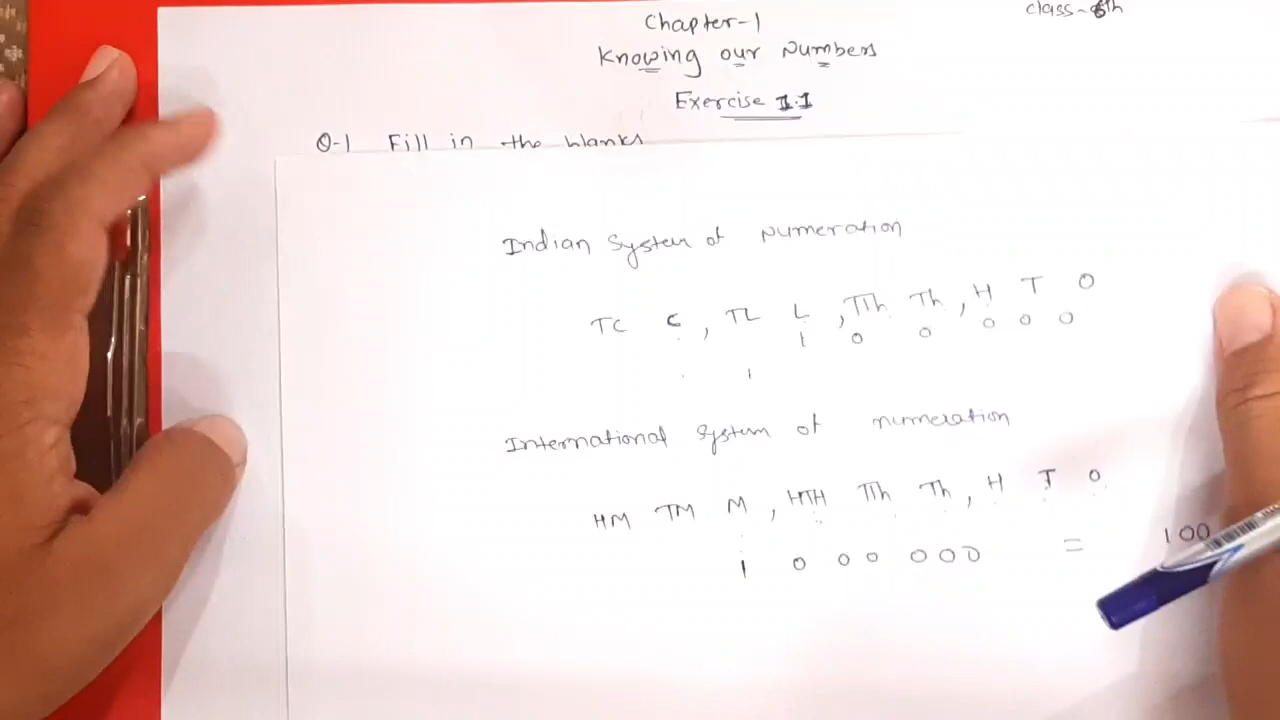 class-6th
Chapter-1
Knowing our Numbers
Exercise 1.1
Q-1 Fill in the blanks
Indian System of Numeration
TC C , TL L , TTh Th , H T O
1 0 0 0 0 0
International System of numeration
HM TM M , HTH TTh Th , H T O
1 0 0 0 0 0 0 = 100